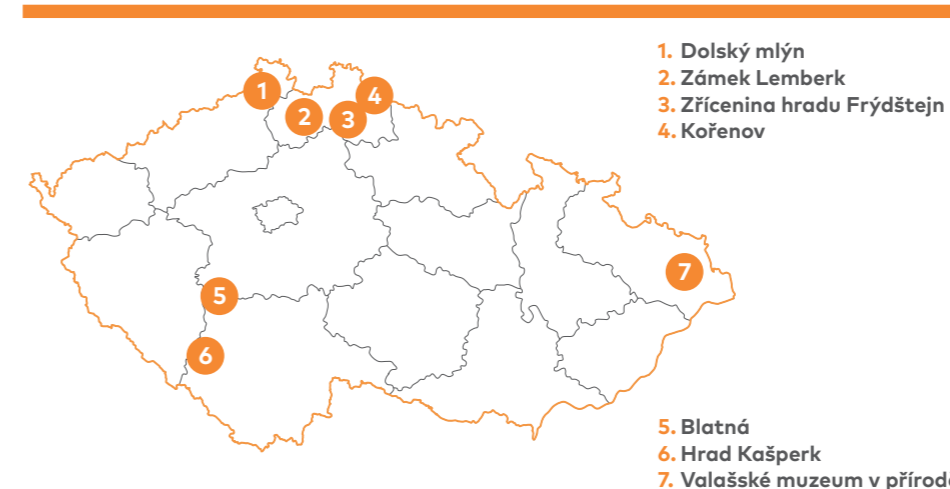 1. Dolský mlýn
2. Zámek Lemberk
3. Zřícenina hradu Frýdštejn
4. Kořenov
1
2
3
4
5
6
7
5. Blatná
6. Hrad Kašperk
7. Valašské muzeum v